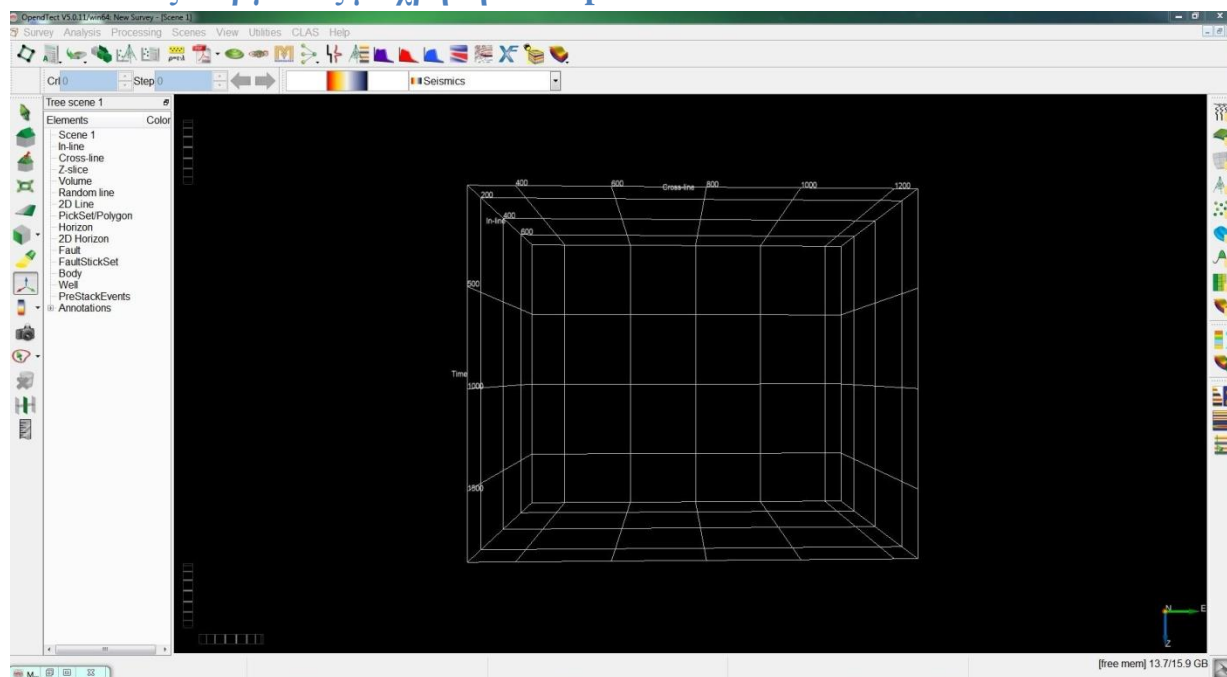 OpendTect V5.0.11/win64: New Survey - [Scene 1]
Survey Analysis Processing Scenes View Utilities CLAS Help
Crl 0 Step 0 Seismics
Tree scene 1
Elements Color
Scene 1
In-line
Cross-line
Z-slice
Volume
Random line
2D Line
PickSet/Polygon
Horizon
2D Horizon
Fault
FaultStickSet
Body
Well
PreStackEvents
Annotations
400 600 Cross-line 800 1000 1200
200
In-line 400
600
500
Time
1000
1500
N E
Z
[free mem] 13.7/15.9 GB